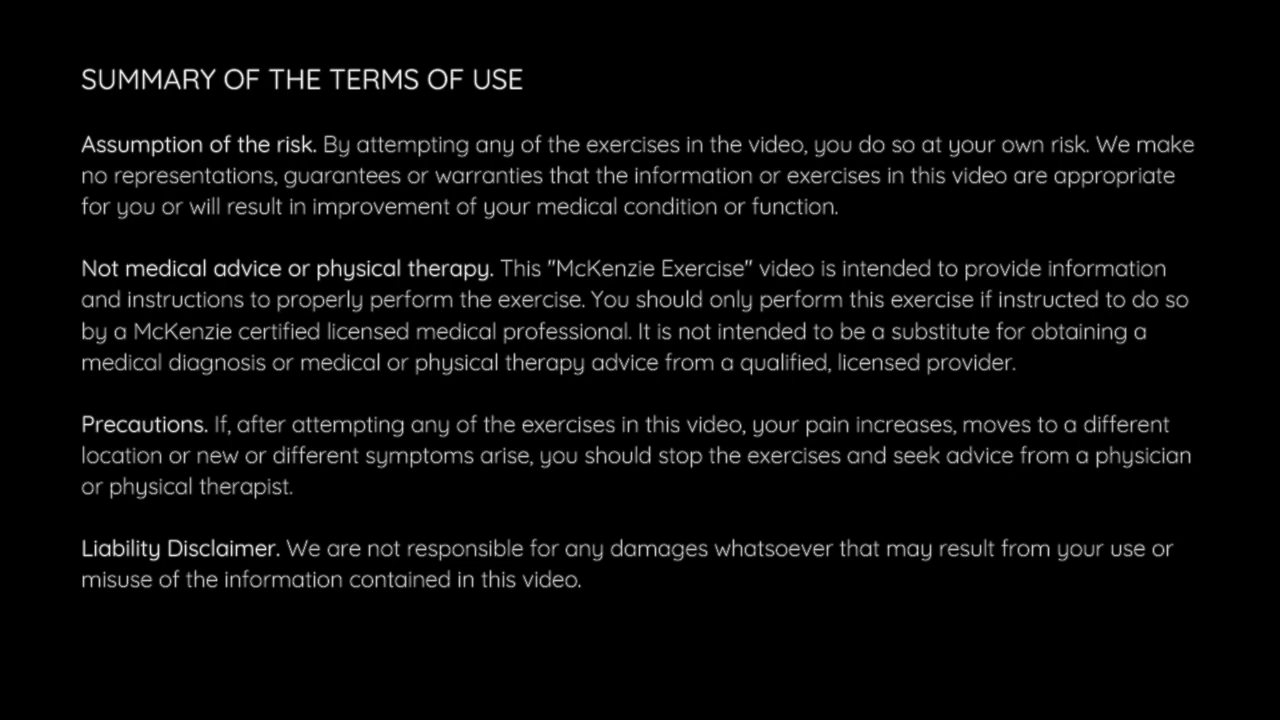 SUMMARY OF THE TERMS OF USE
Assumption of the risk. By attempting any of the exercises in the video, you do so at your own risk. We make
no representations, guarantees or warranties that the information or exercises in this video are appropriate
for you or will result in improvement of your medical condition or function.
Not medical advice or physical therapy. This "McKenzie Exercise" video is intended to provide information
and instructions to properly perform the exercise. You should only perform this exercise if instructed to do so
by a McKenzie certified licensed medical professional. It is not intended to be a substitute for obtaining a
medical diagnosis or medical or physical therapy advice from a qualified, licensed provider.
Precautions. If, after attempting any of the exercises in this video, your pain increases, moves to a different
location or new or different symptoms arise, you should stop the exercises and seek advice from a physician
or physical therapist.
Liability Disclaimer. We are not responsible for any damages whatsoever that may result from your use or
misuse of the information contained in this video.